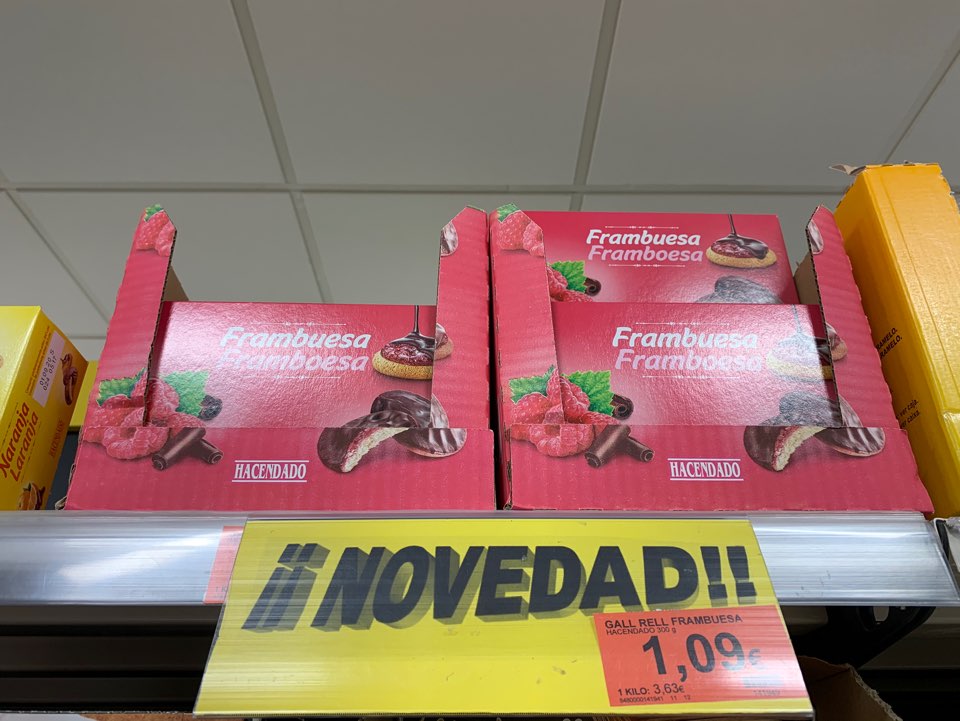 Frambuesa
Framboesa
Frambuesa
Framboesa
Frambuesa
Framboesa
HACENDADO
HACENDADO
Naranja
Laranja
¡¡NOVEDAD!!
GALL RELL FRAMBUESA
HACENDADO 300 g
1,09€
1 KILO: 3,63€